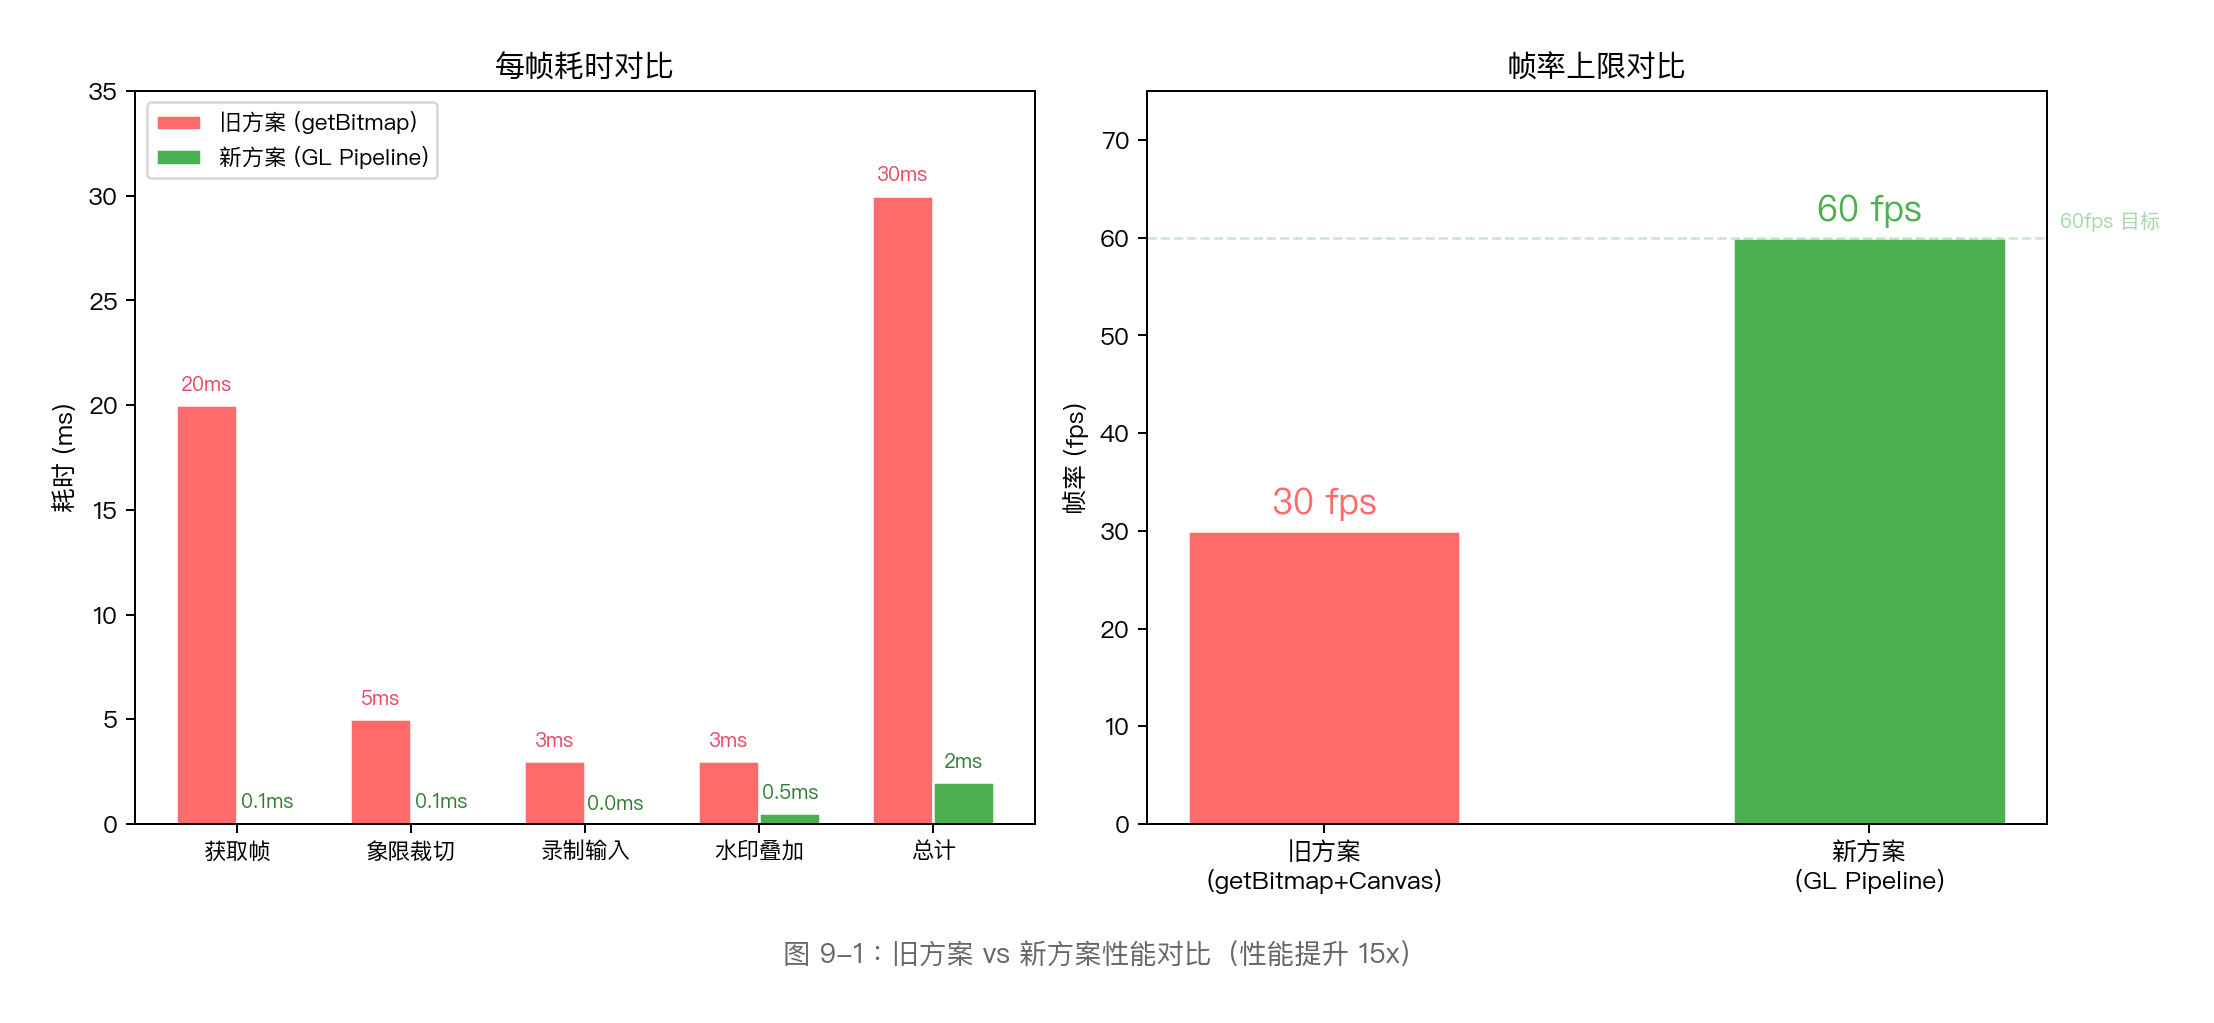 每帧耗时对比
35
30
25
20
15
10
5
0
耗时 (ms)
旧方案 (getBitmap)
新方案 (GL Pipeline)
20ms
0.1ms
5ms
0.1ms
3ms
0.0ms
3ms
0.5ms
30ms
2ms
获取帧
象限裁切
录制输入
水印叠加
总计
帧率上限对比
70
60
50
40
30
20
10
0
帧率 (fps)
30 fps
60 fps
60fps 目标
旧方案
(getBitmap+Canvas)
新方案
(GL Pipeline)
图 9-1：旧方案 vs 新方案性能对比（性能提升 15x）